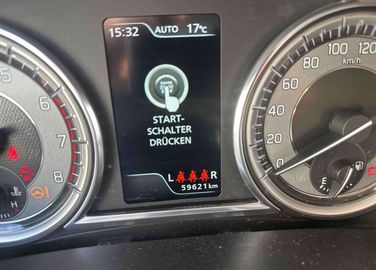 15:32 AUTO 17°c
START-
SCHALTER
DRÜCKEN
L R
59621 km
5
6
7
8
H
0
20
40
60
80
100
120
km/h
E
F